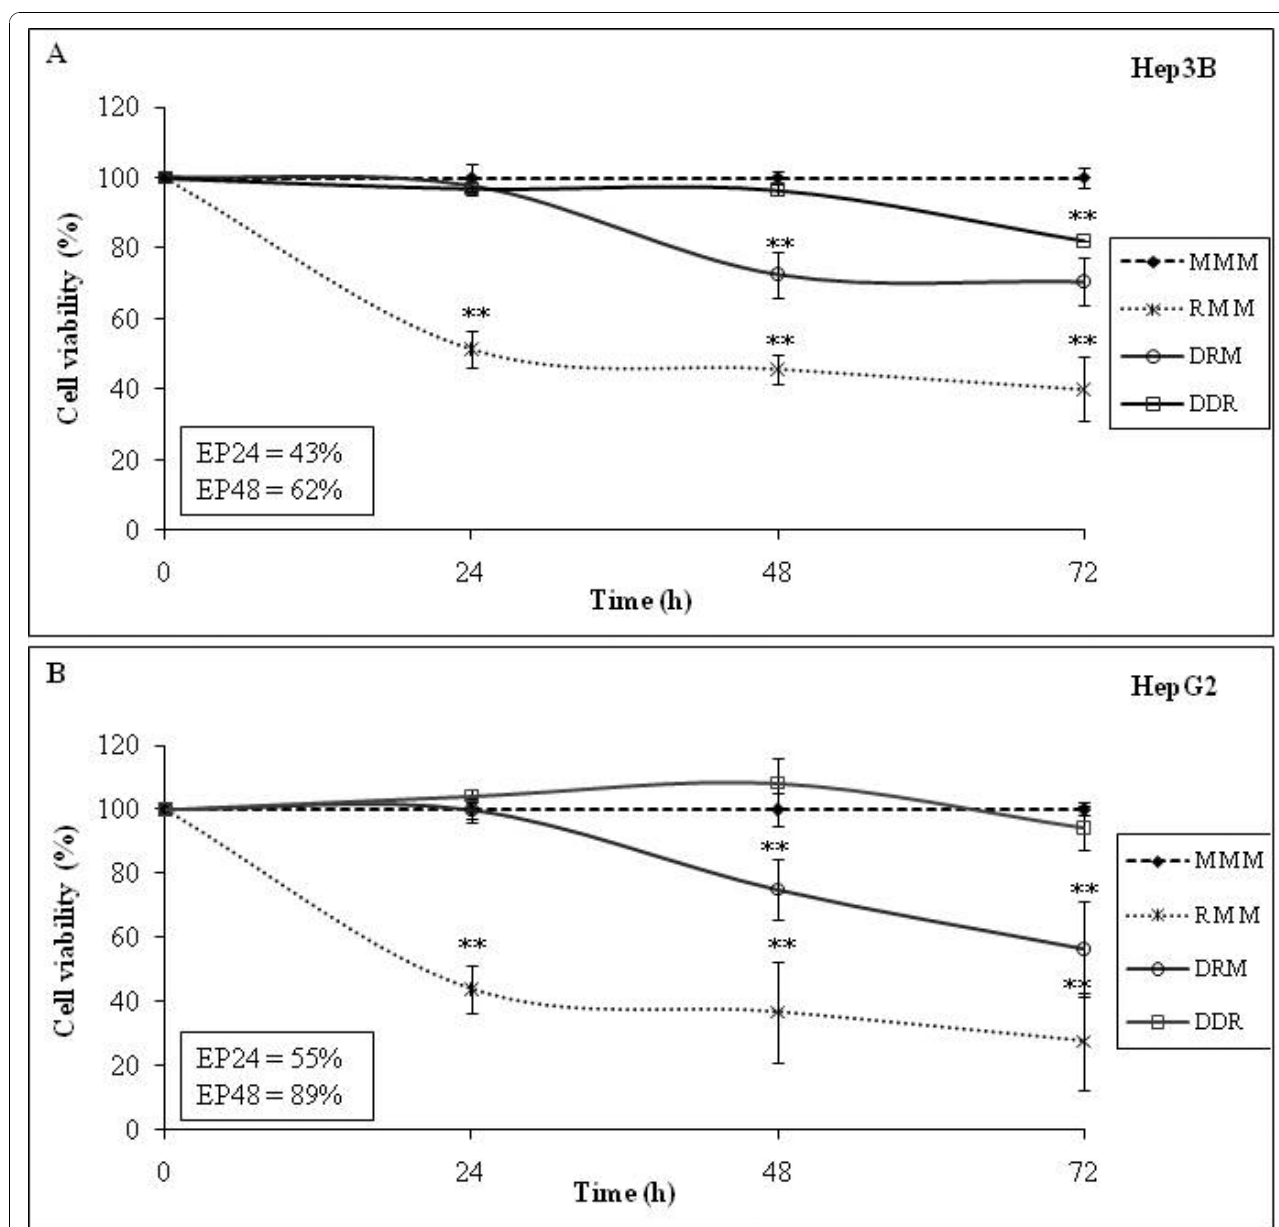 A
Hep3B
120
100
80
60
40
20
0
Cell viability (%)
**
**
**
**
**
MMM
RMM
DRM
DDR
EP24 = 43%
EP48 = 62%
0 24 48 72
Time (h)
B
HepG2
120
100
80
60
40
20
0
Cell viability (%)
**
**
**
**
**
MMM
RMM
DRM
DDR
EP24 = 55%
EP48 = 89%
0 24 48 72
Time (h)